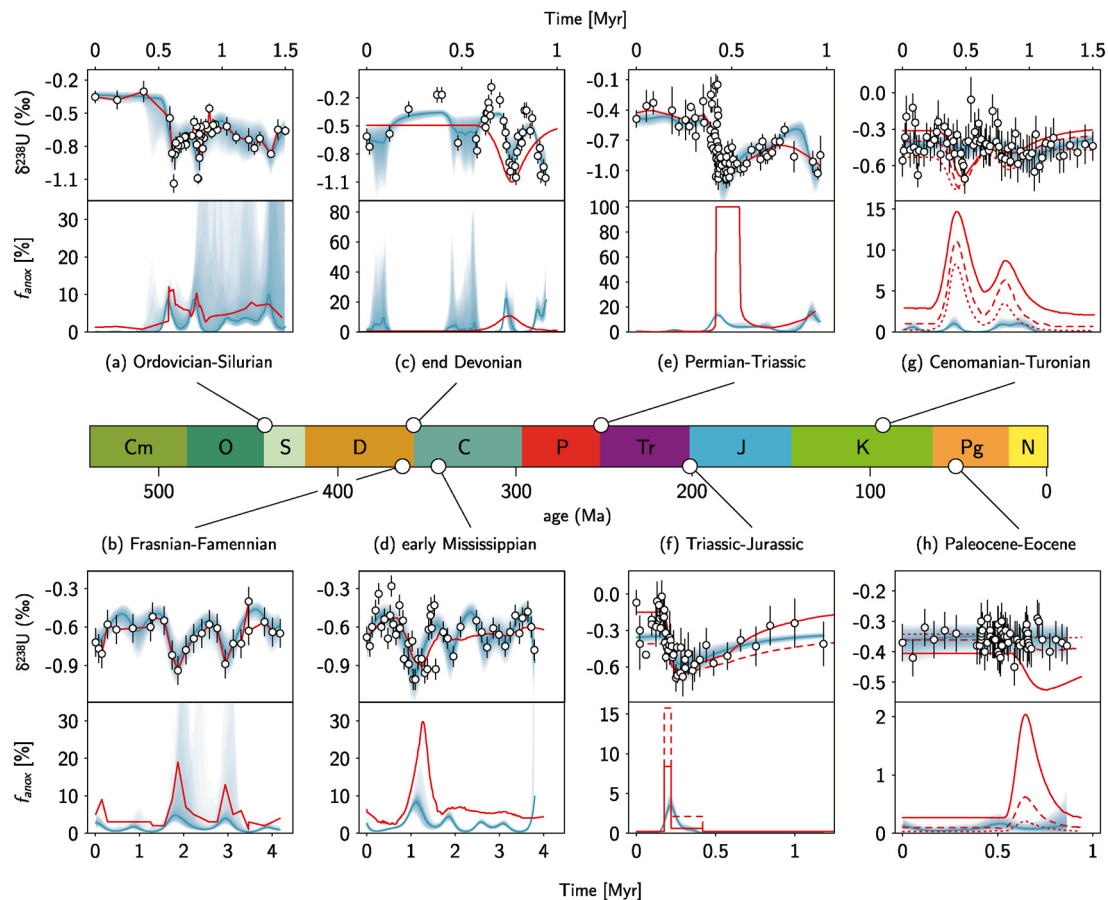 Time [Myr]
0 0.5 1 1.5
0 0.5 1
0 0.5 1
0 0.5 1 1.5
δ238U (‰)
-0.2
-0.5
-0.8
-1.1
-0.2
-0.5
-0.8
-1.1
-0.1
-0.4
-0.7
-1.0
0.0
-0.3
-0.6
-0.9
fanox [%]
30
20
10
0
80
60
40
20
0
100
80
60
40
20
0
15
10
5
0
(a) Ordovician-Silurian
(c) end Devonian
(e) Permian-Triassic
(g) Cenomanian-Turonian
Cm O S D C P Tr J K Pg N
500 400 300 200 100 0
age (Ma)
(b) Frasnian-Famennian
(d) early Mississippian
(f) Triassic-Jurassic
(h) Paleocene-Eocene
δ238U (‰)
-0.3
-0.6
-0.9
-0.3
-0.6
-0.9
0.0
-0.3
-0.6
-0.2
-0.3
-0.4
-0.5
fanox [%]
30
20
10
0
30
20
10
0
15
10
5
0
2
1
0
0 1 2 3 4
0 1 2 3 4
0 0.5 1
0 0.5 1
Time [Myr]